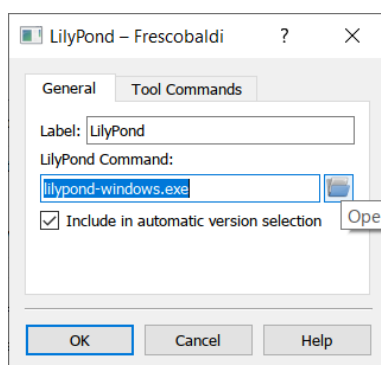 LilyPond – Frescobaldi ?
General Tool Commands
Label: LilyPond
LilyPond Command:
lilypond-windows.exe
Include in automatic version selection
Ope
OK Cancel Help